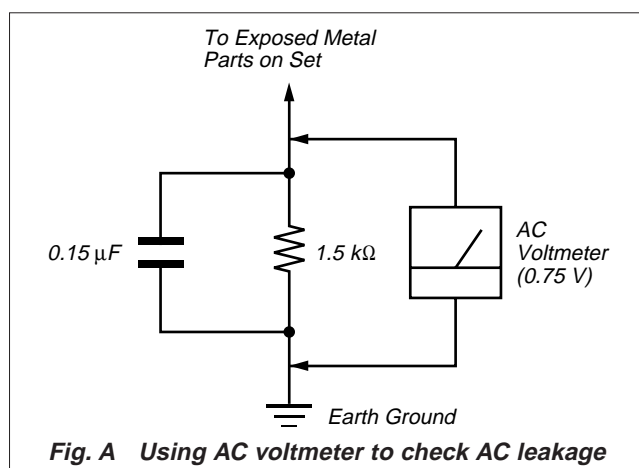 To Exposed Metal
Parts on Set
0.15 µF
1.5 kΩ
AC
Voltmeter
(0.75 V)
Earth Ground
Fig. A Using AC voltmeter to check AC leakage